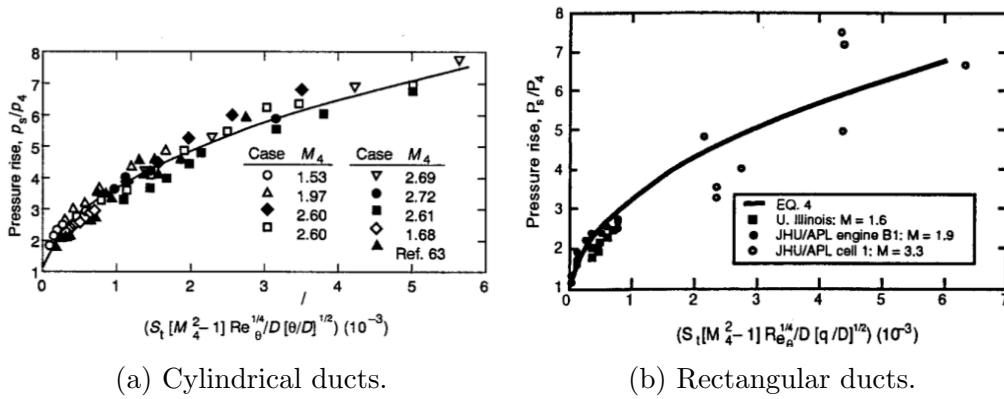 8
7
6
5
4
3
2
1
Pressure rise, p_s/p_4
Case M_4 Case M_4
○ 1.53 ▽ 2.69
△ 1.97 ● 2.72
◆ 2.60 ■ 2.61
□ 2.60 ◇ 1.68
▲ Ref. 63
0 1 2 3 4 5 6
/
(S_t [M_4^2–1] Re_θ^{1/4}/D [θ/D]^{1/2}) (10^{-3})
(a) Cylindrical ducts.
8
7
6
5
4
3
2
1
Pressure rise, P_s/P_4
EQ. 4
■ U. Illinois: M = 1.6
● JHU/APL engine B1: M = 1.9
○ JHU/APL cell 1: M = 3.3
0 1 2 3 4 5 6 7
(S_t[M_4^2–1] Re_θ^{1/4}/D [q/D]^{1/2}) (10^{-3})
(b) Rectangular ducts.